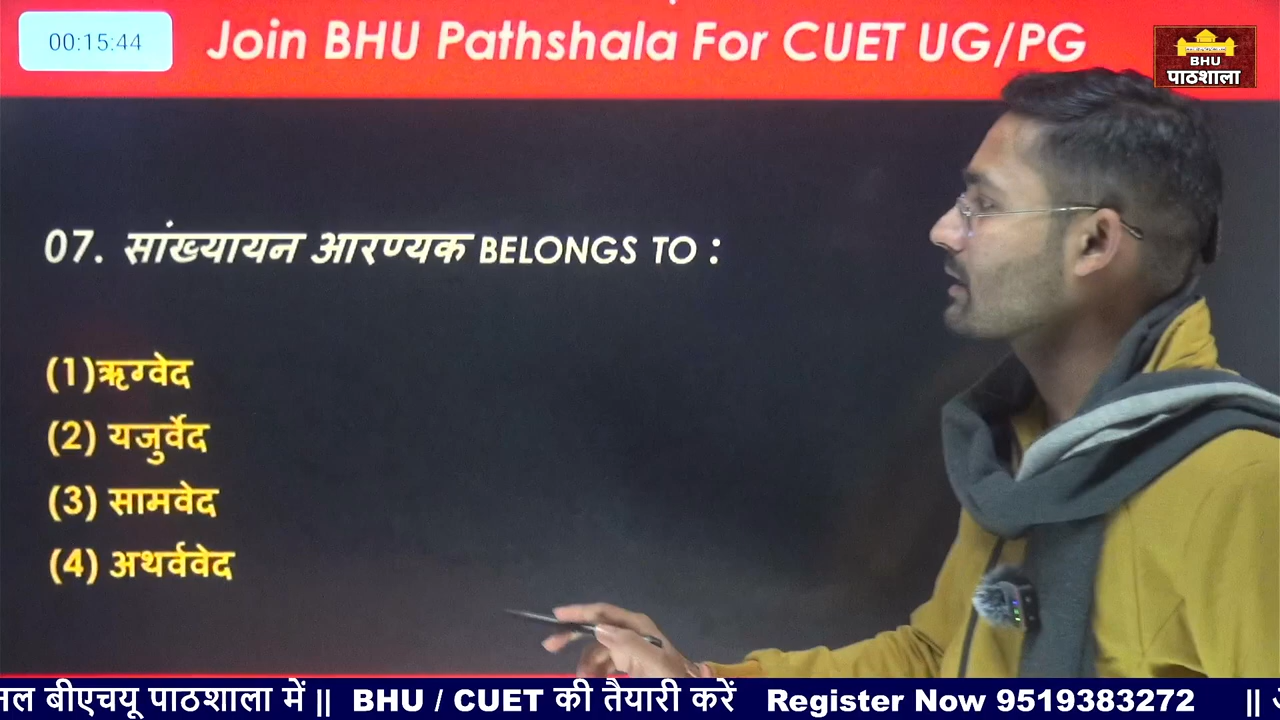 00:15:44
Join BHU Pathshala For CUET UG/PG
BHU
पाठशाला
07. सांख्यायन आरण्यक BELONGS TO :
(1)ऋग्वेद
(2) यजुर्वेद
(3) सामवेद
(4) अथर्ववेद
बीएचयू पाठशाला में || BHU / CUET की तैयारी करें Register Now 9519383272 ||